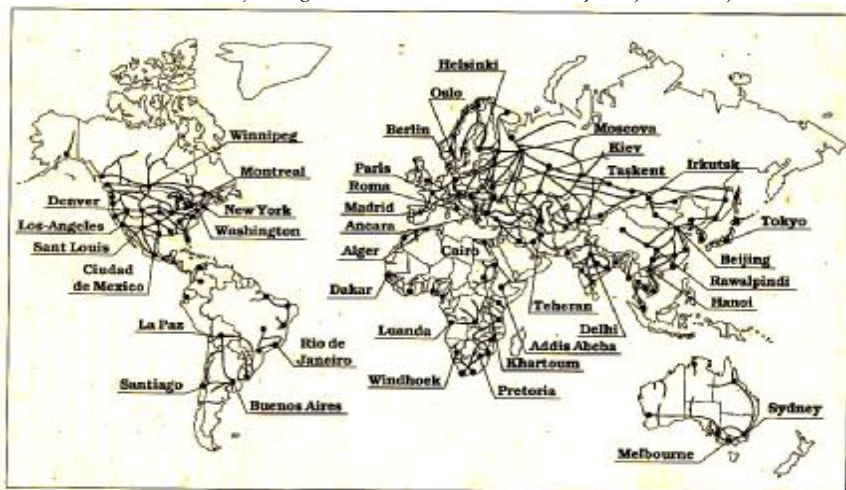 Helsinki
Oslo
Berlin
Moscova
Kiev
Winnipeg
Paris
Taşkent
Irkutsk
Montreal
Roma
Denver
New York
Madrid
Los-Angeles
Washington
Ancara
Tokyo
Sant Louis
Alger
Cairo
Beijing
Ciudad
de Mexico
Dakar
Teheran
Rawalpindi
Hanoi
La Paz
Rio de
Janeiro
Luanda
Delhi
Addis Abeba
Khartoum
Santiago
Windhoek
Pretoria
Buenos Aires
Sydney
Melbourne